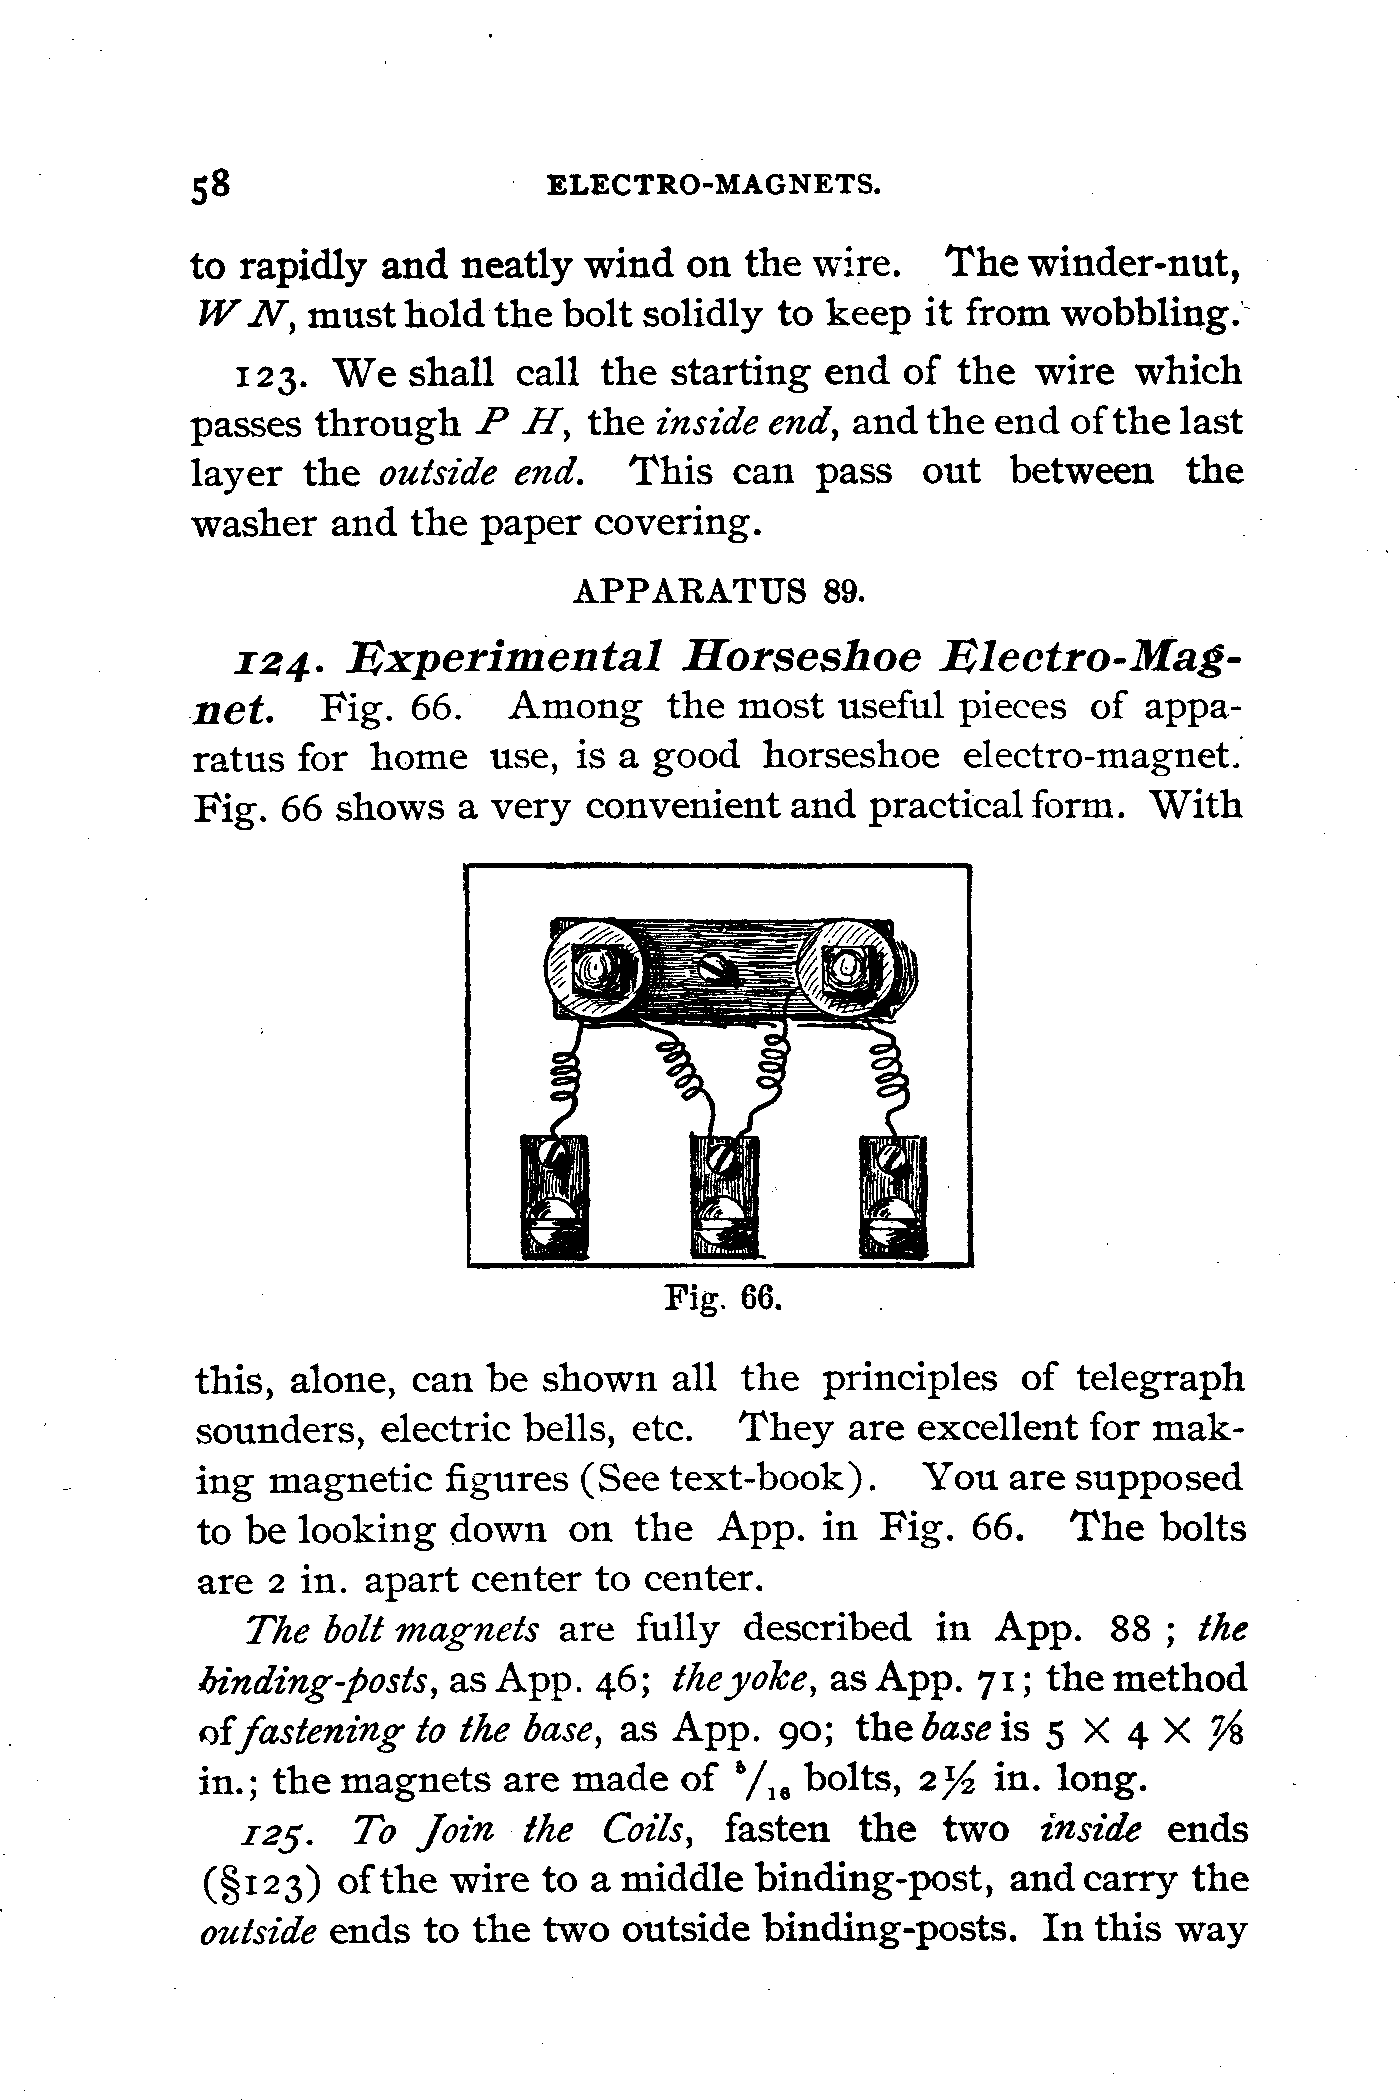 58 ELECTRO-MAGNETS.
to rapidly and neatly wind on the wire. The winder-nut,
W N, must hold the bolt solidly to keep it from wobbling.
123. We shall call the starting end of the wire which
passes through P H, the inside end, and the end of the last
layer the outside end. This can pass out between the
washer and the paper covering.
APPARATUS 89.
124. Experimental Horseshoe Electro-Mag-
net. Fig. 66. Among the most useful pieces of appa-
ratus for home use, is a good horseshoe electro-magnet.
Fig. 66 shows a very convenient and practical form. With
Fig. 66.
this, alone, can be shown all the principles of telegraph
sounders, electric bells, etc. They are excellent for mak-
ing magnetic figures (See text-book). You are supposed
to be looking down on the App. in Fig. 66. The bolts
are 2 in. apart center to center.
The bolt magnets are fully described in App. 88 ; the
binding-posts, as App. 46; the yoke, as App. 71; the method
of fastening to the base, as App. 90; the base is 5 X 4 X ⅞
in.; the magnets are made of ⁵/₁₆ bolts, 2½ in. long.
125. To Join the Coils, fasten the two inside ends
(§123) of the wire to a middle binding-post, and carry the
outside ends to the two outside binding-posts. In this way